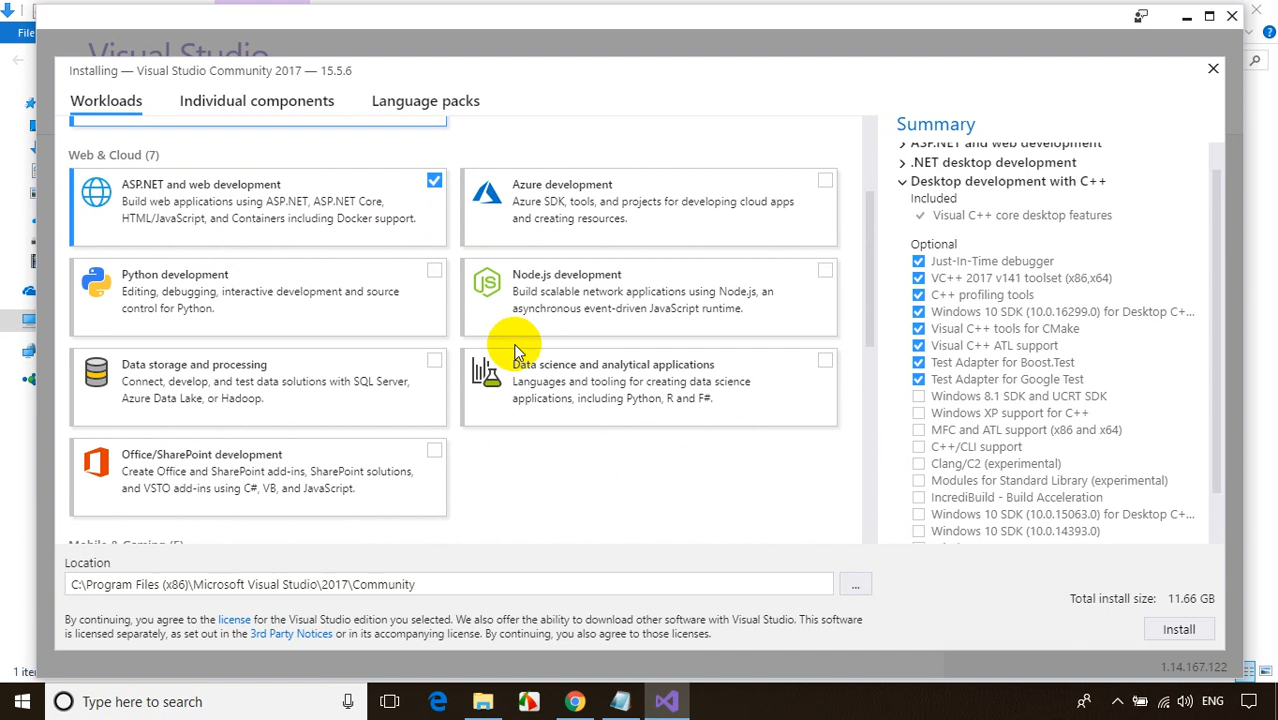 File
Visual Studio
Installing — Visual Studio Community 2017 — 15.5.6
Workloads
Individual components
Language packs
Web & Cloud (7)
ASP.NET and web development
Build web applications using ASP.NET, ASP.NET Core,
HTML/JavaScript, and Containers including Docker support.
Azure development
Azure SDK, tools, and projects for developing cloud apps
and creating resources.
Python development
Editing, debugging, interactive development and source
control for Python.
Node.js development
Build scalable network applications using Node.js, an
asynchronous event-driven JavaScript runtime.
Data storage and processing
Connect, develop, and test data solutions with SQL Server,
Azure Data Lake, or Hadoop.
Data science and analytical applications
Languages and tooling for creating data science
applications, including Python, R and F#.
Office/SharePoint development
Create Office and SharePoint add-ins, SharePoint solutions,
and VSTO add-ins using C#, VB, and JavaScript.
Mobile & Gaming (5)
Summary
ASP.NET and web development
.NET desktop development
Desktop development with C++
Included
Visual C++ core desktop features
Optional
Just-In-Time debugger
VC++ 2017 v141 toolset (x86,x64)
C++ profiling tools
Windows 10 SDK (10.0.16299.0) for Desktop C+...
Visual C++ tools for CMake
Visual C++ ATL support
Test Adapter for Boost.Test
Test Adapter for Google Test
Windows 8.1 SDK and UCRT SDK
Windows XP support for C++
MFC and ATL support (x86 and x64)
C++/CLI support
Clang/C2 (experimental)
Modules for Standard Library (experimental)
IncrediBuild - Build Acceleration
Windows 10 SDK (10.0.15063.0) for Desktop C+...
Windows 10 SDK (10.0.14393.0)
Location
C:\Program Files (x86)\Microsoft Visual Studio\2017\Community
...
Total install size: 11.66 GB
By continuing, you agree to the license for the Visual Studio edition you selected. We also offer the ability to download other software with Visual Studio. This software
is licensed separately, as set out in the 3rd Party Notices or in its accompanying license. By continuing, you also agree to those licenses.
Install
1.14.167.122
1 ite
Type here to search
ENG